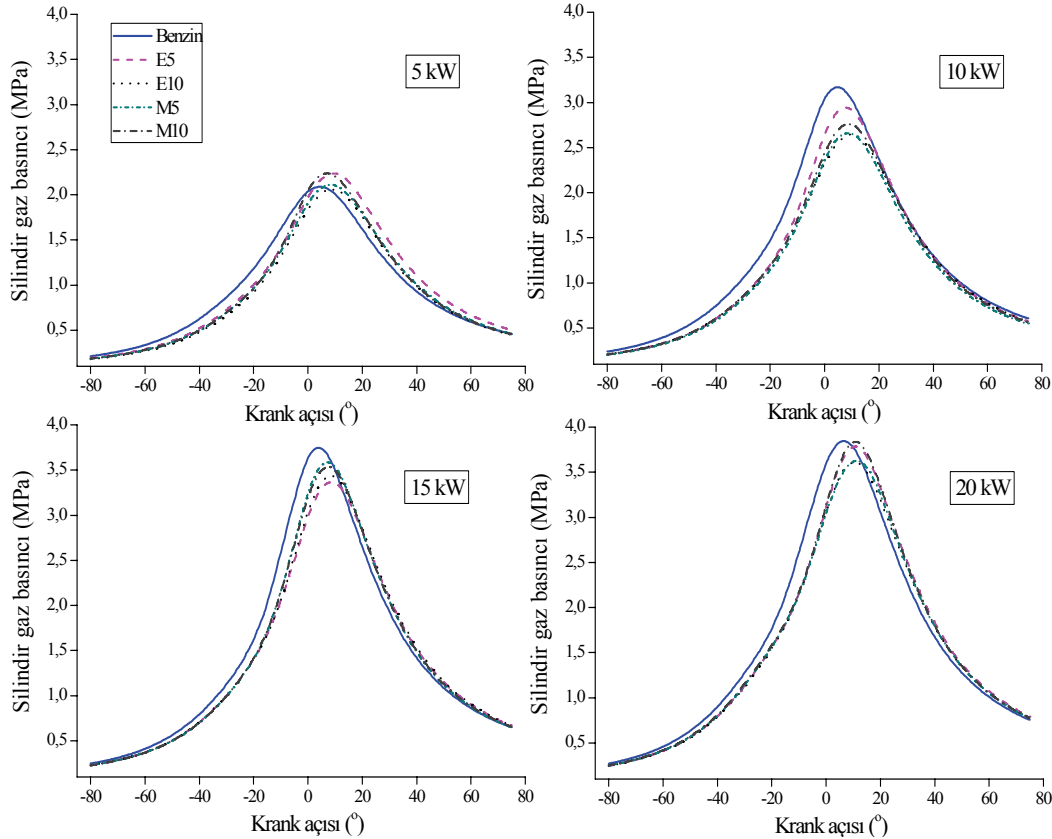 4,0
3,5
3,0
2,5
2,0
1,5
1,0
0,5
Silindir gaz basıncı (MPa)
Benzin
E5
E10
M5
M10
5 kW
-80 -60 -40 -20 0 20 40 60 80
Krank açısı (°)
4,0
3,5
3,0
2,5
2,0
1,5
1,0
0,5
Silindir gaz basıncı (MPa)
10 kW
-80 -60 -40 -20 0 20 40 60 80
Krank açısı (°)
4,0
3,5
3,0
2,5
2,0
1,5
1,0
0,5
Silindir gaz basıncı (MPa)
15 kW
-80 -60 -40 -20 0 20 40 60 80
Krank açısı (°)
4,0
3,5
3,0
2,5
2,0
1,5
1,0
0,5
Silindir gaz basıncı (MPa)
20 kW
-80 -60 -40 -20 0 20 40 60 80
Krank açısı (°)